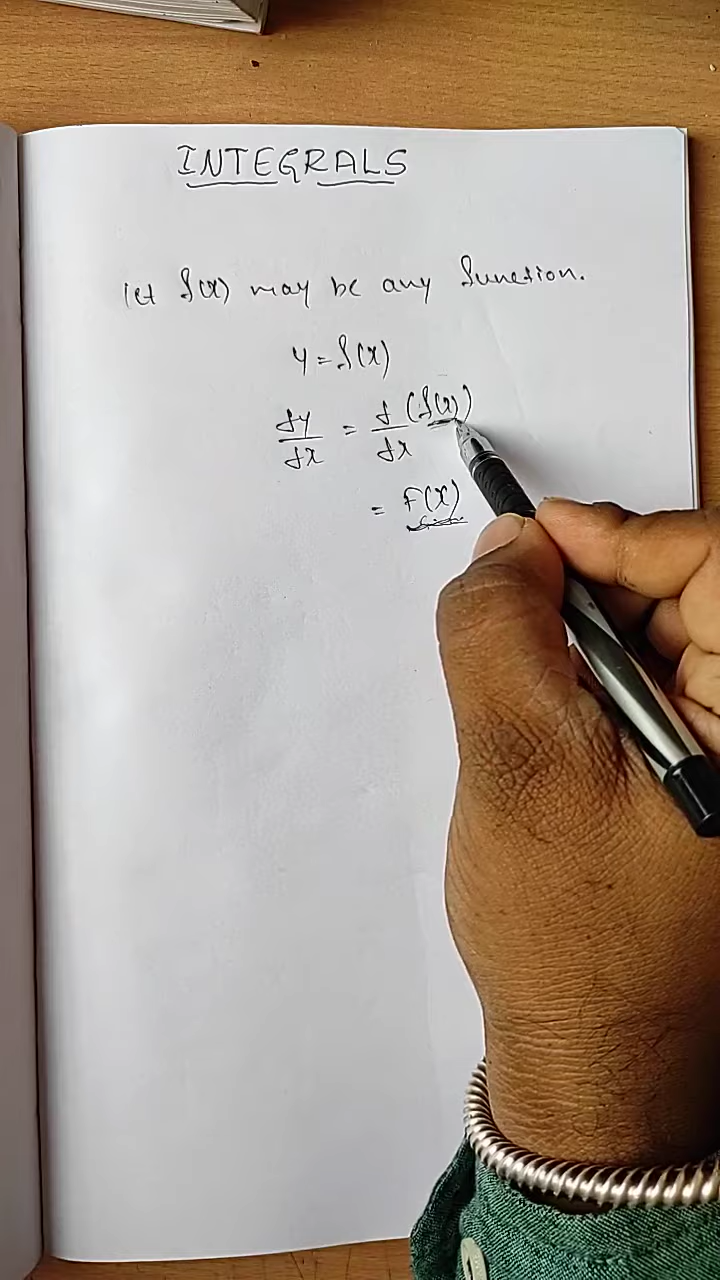 INTEGRALS
let f(x) may be any function.
y = f(x)
dy/dx = d/dx (f(x))
= F(x)